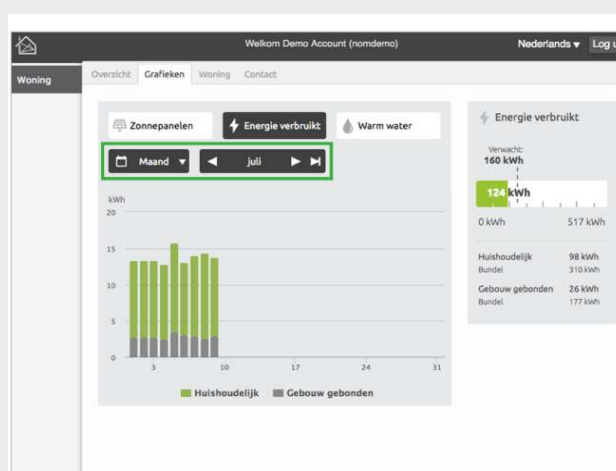 Welkom Demo Account (nomdemo)
Nederlands
Log u
Woning
Overzicht Grafieken Woning Contact
Zonnepanelen
Energie verbruikt
Warm water
Maand
juli
kWh
20
15
10
5
0
3 10 17 24 31
Huishoudelijk Gebouw gebonden
Energie verbruikt
Verwacht:
160 kWh
124 kWh
0 kWh 517 kWh
Huishoudelijk 98 kWh
Bundel 310 kWh
Gebouw gebonden 26 kWh
Bundel 177 kWh